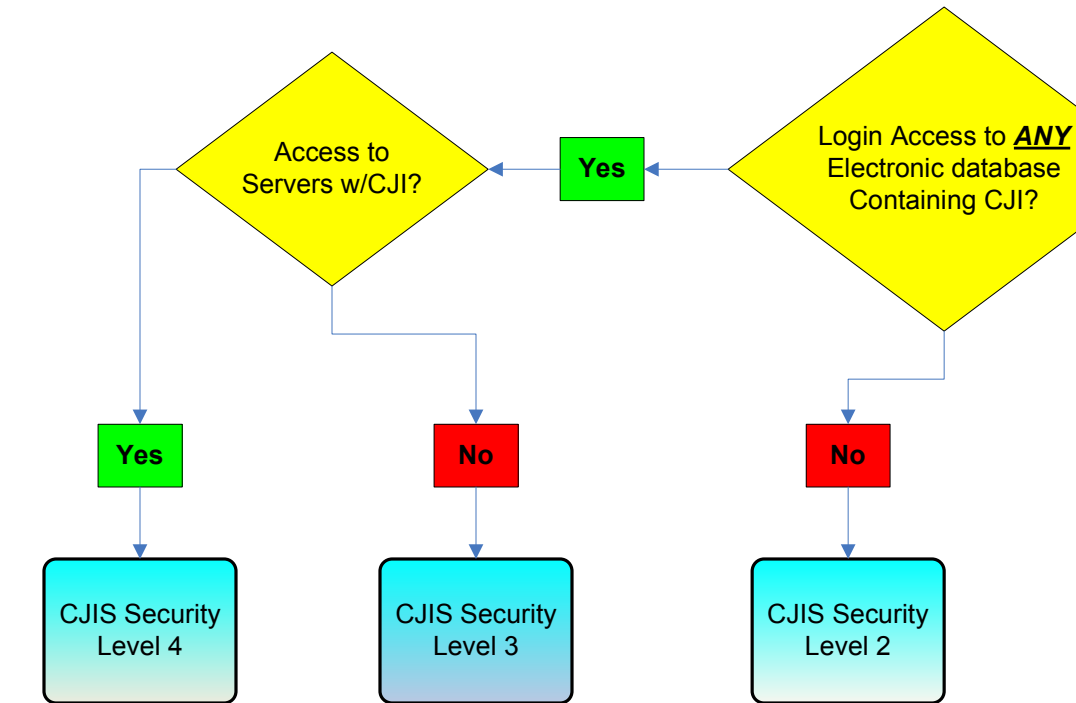 Access to
Servers w/CJI?
Yes
Login Access to ANY
Electronic database
Containing CJI?
Yes
No
No
CJIS Security
Level 4
CJIS Security
Level 3
CJIS Security
Level 2